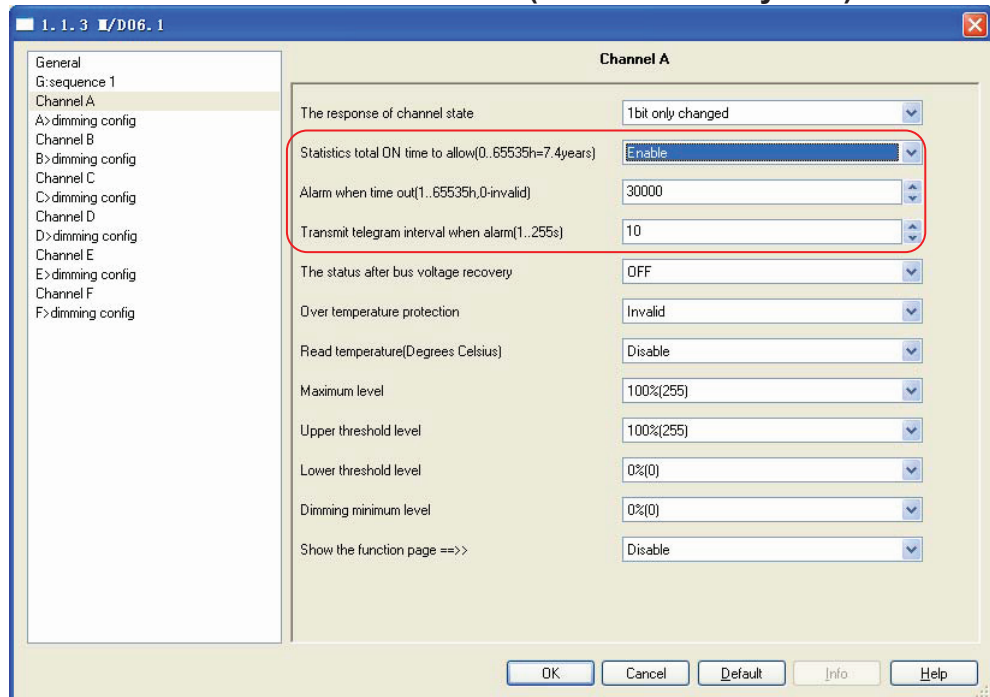 1.1.3 M/D06.1
General
G:sequence 1
Channel A
A>dimming config
Channel B
B>dimming config
Channel C
C>dimming config
Channel D
D>dimming config
Channel E
E>dimming config
Channel F
F>dimming config
Channel A
The response of channel state 1bit only changed
Statistics total ON time to allow(0..65535h=7.4years) Enable
Alarm when time out(1..65535h,0-invalid) 30000
Transmit telegram interval when alarm(1..255s) 10
The status after bus voltage recovery OFF
Over temperature protection Invalid
Read temperature(Degrees Celsius) Disable
Maximum level 100%(255)
Upper threshold level 100%(255)
Lower threshold level 0%(0)
Dimming minimum level 0%(0)
Show the function page ==>> Disable
OK Cancel Default Info Help